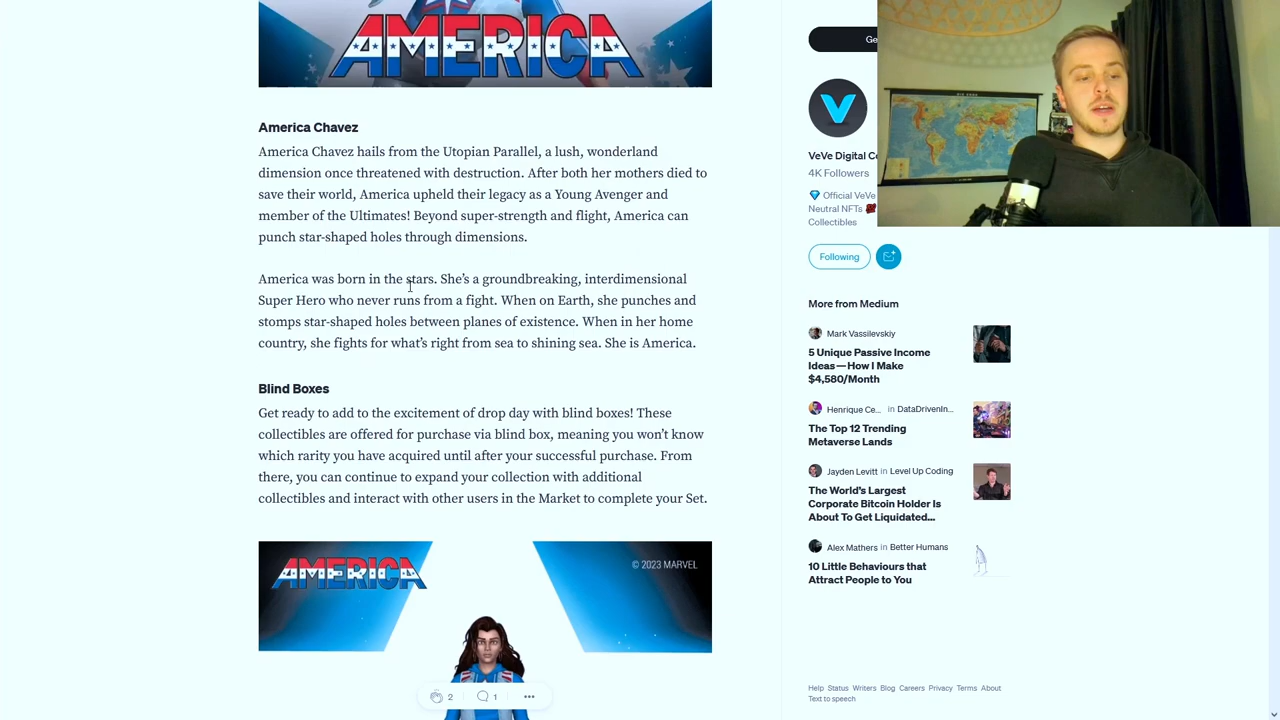 AMERICA
America Chavez
America Chavez hails from the Utopian Parallel, a lush, wonderland
dimension once threatened with destruction. After both her mothers died to
save their world, America upheld their legacy as a Young Avenger and
member of the Ultimates! Beyond super-strength and flight, America can
punch star-shaped holes through dimensions.
America was born in the stars. She’s a groundbreaking, interdimensional
Super Hero who never runs from a fight. When on Earth, she punches and
stomps star-shaped holes between planes of existence. When in her home
country, she fights for what’s right from sea to shining sea. She is America.
Blind Boxes
Get ready to add to the excitement of drop day with blind boxes! These
collectibles are offered for purchase via blind box, meaning you won’t know
which rarity you have acquired until after your successful purchase. From
there, you can continue to expand your collection with additional
collectibles and interact with other users in the Market to complete your Set.
AMERICA
© 2023 MARVEL
2
1
Ge
V
VeVe Digital Co
4K Followers
Official VeVe
Neutral NFTs
Collectibles
Following
More from Medium
Mark Vassilevskiy
5 Unique Passive Income
Ideas — How I Make
$4,580/Month
Henrique Ce... in DataDrivenIn...
The Top 12 Trending
Metaverse Lands
Jayden Levitt in Level Up Coding
The World’s Largest
Corporate Bitcoin Holder Is
About To Get Liquidated...
Alex Mathers in Better Humans
10 Little Behaviours that
Attract People to You
Help Status Writers Blog Careers Privacy Terms About
Text to speech